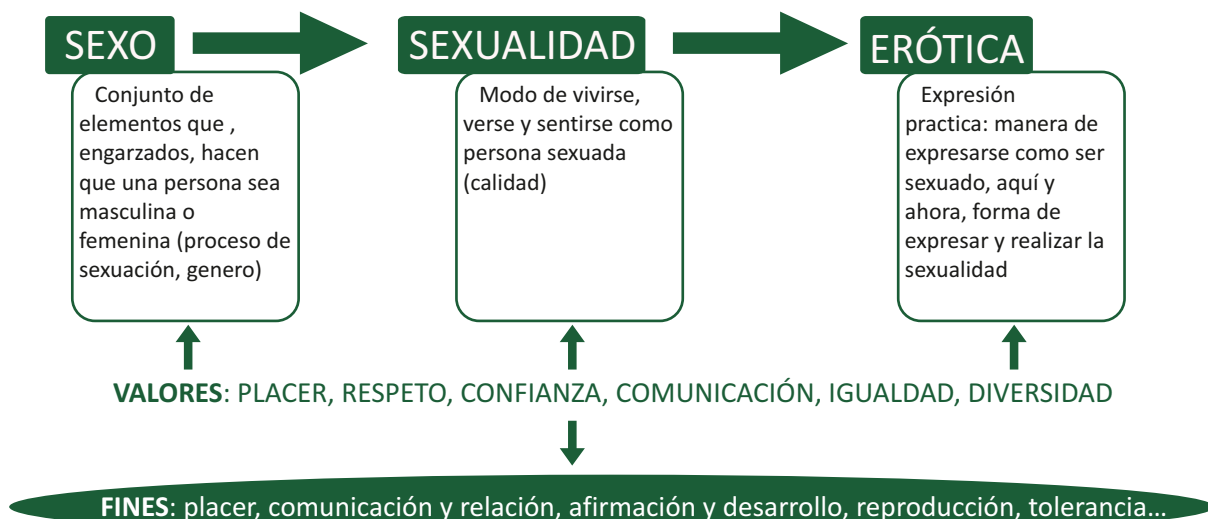 SEXO
SEXUALIDAD
ERÓTICA
Conjunto de
elementos que ,
engarzados, hacen
que una persona sea
masculina o
femenina (proceso de
sexuación, genero)
Modo de vivirse,
verse y sentirse como
persona sexuada
(calidad)
Expresión
practica: manera de
expresarse como ser
sexuado, aquí y
ahora, forma de
expresar y realizar la
sexualidad
VALORES: PLACER, RESPETO, CONFIANZA, COMUNICACIÓN, IGUALDAD, DIVERSIDAD
FINES: placer, comunicación y relación, afirmación y desarrollo, reproducción, tolerancia…